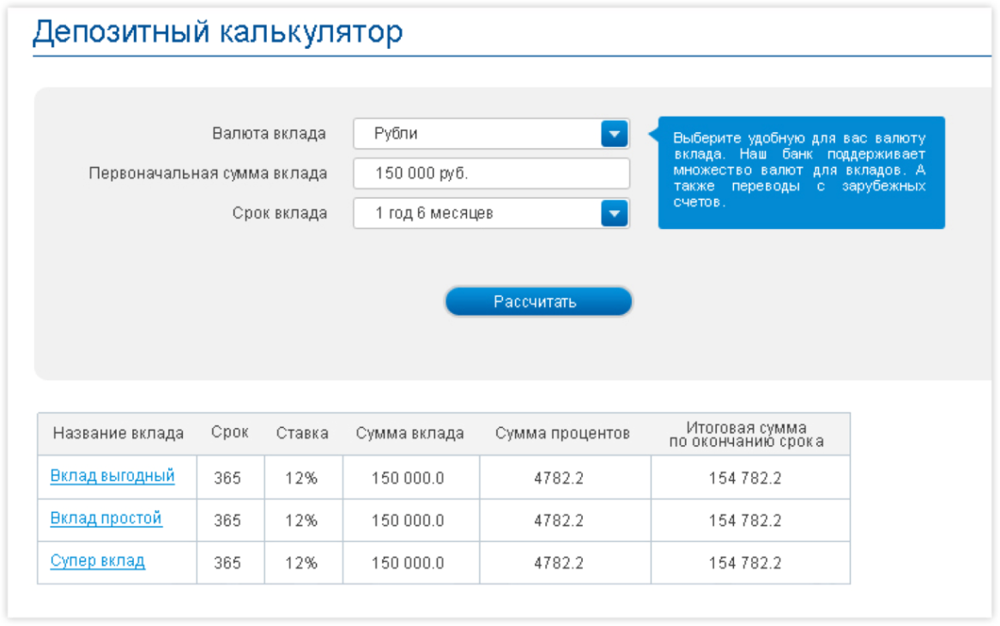 Депозитный калькулятор
Валюта вклада
Рубли
Первоначальная сумма вклада
150 000 руб.
Срок вклада
1 год 6 месяцев
Выберите удобную для вас валюту
вклада. Наш банк поддерживает
множество валют для вкладов. А
также переводы с зарубежных
счетов.
Рассчитать
Название вклада Срок Ставка Сумма вклада Сумма процентов Итоговая сумма
по окончанию срока
Вклад выгодный 365 12% 150 000.0 4782.2 154 782.2
Вклад простой 365 12% 150 000.0 4782.2 154 782.2
Супер вклад 365 12% 150 000.0 4782.2 154 782.2